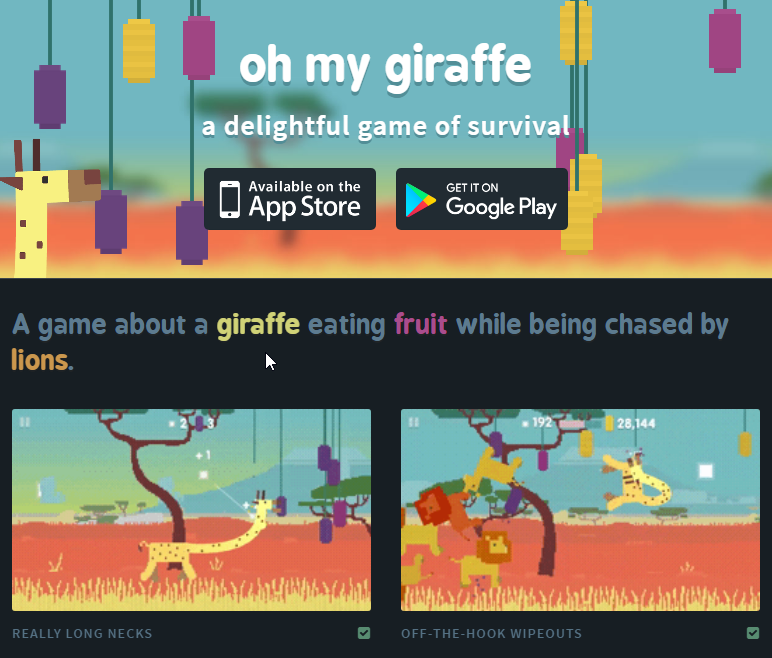 oh my giraffe
a delightful game of survival
Available on the
App Store
GET IT ON
Google Play
A game about a giraffe eating fruit while being chased by
lions.
2 3
+1
192 28,144
REALLY LONG NECKS
OFF-THE-HOOK WIPEOUTS